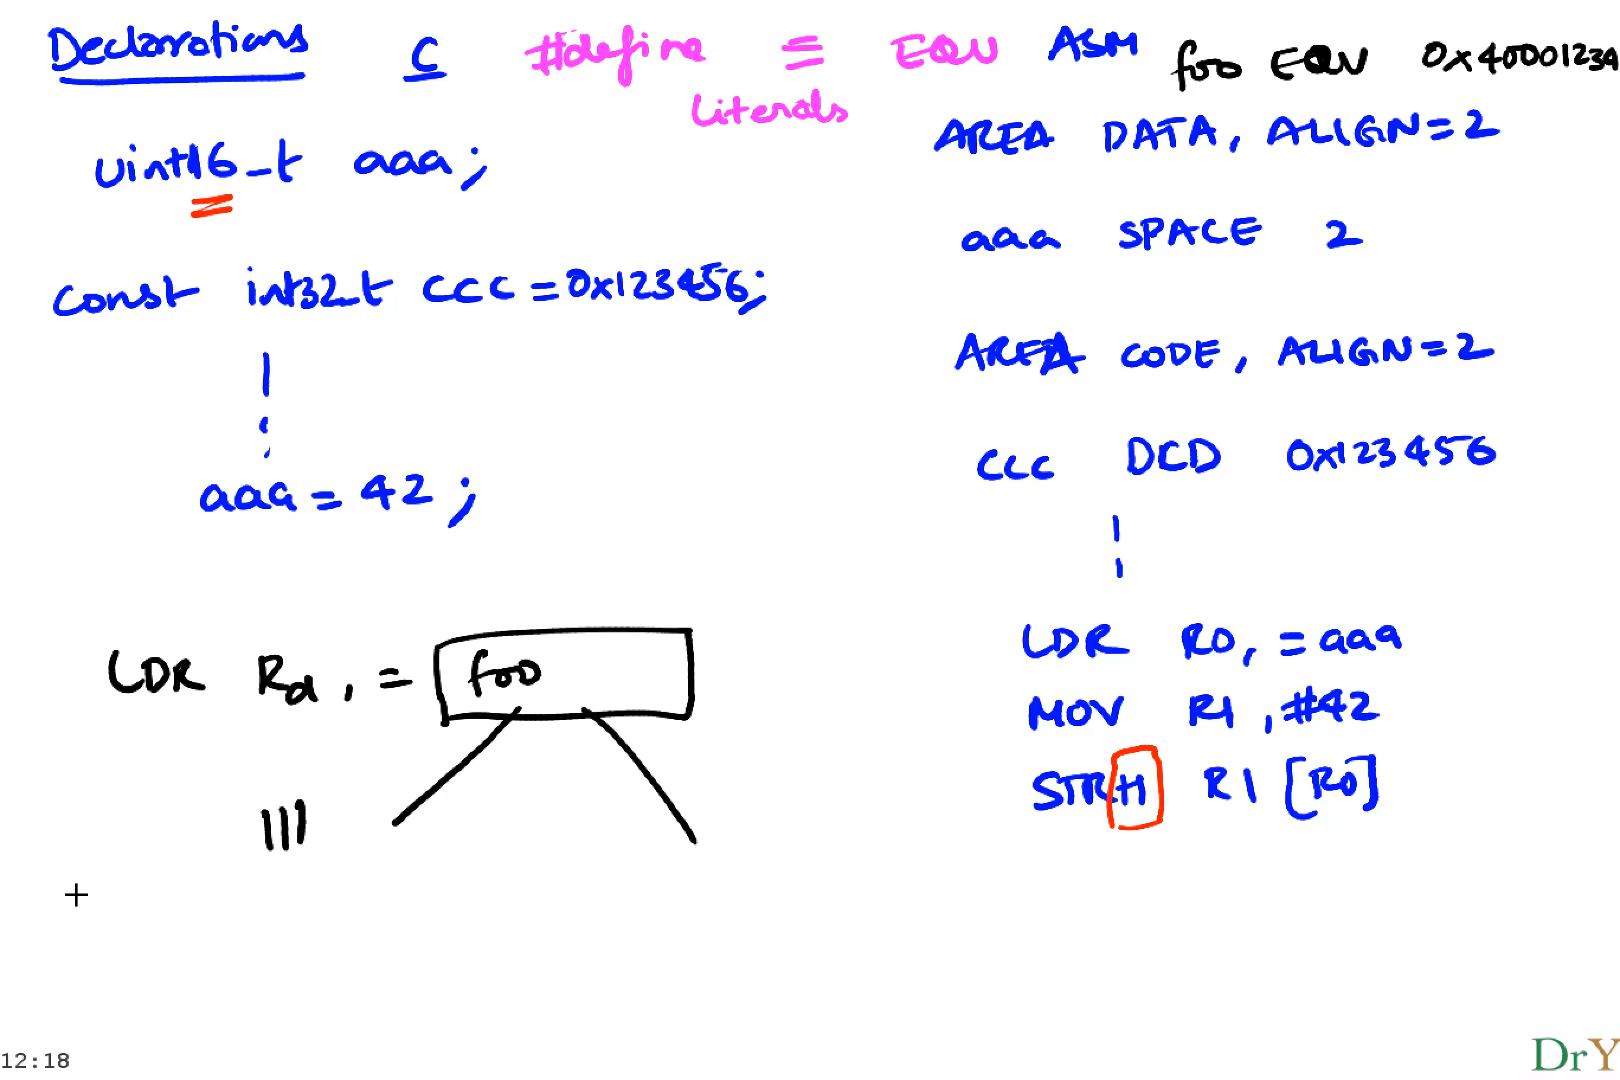 Declarations C #define = EQU ASM foo EQU 0x40001234
Literals
AREA DATA, ALIGN=2
uint16_t aaa;
aaa SPACE 2
const int32_t CCC = 0x123456;
AREA CODE, ALIGN=2
CCC DCD 0x123456
aaa = 42;
LDR R0, =aaa
LDR Rd, = foo
MOV R1, #42
STRH R1 [R0]
12:18
DrY